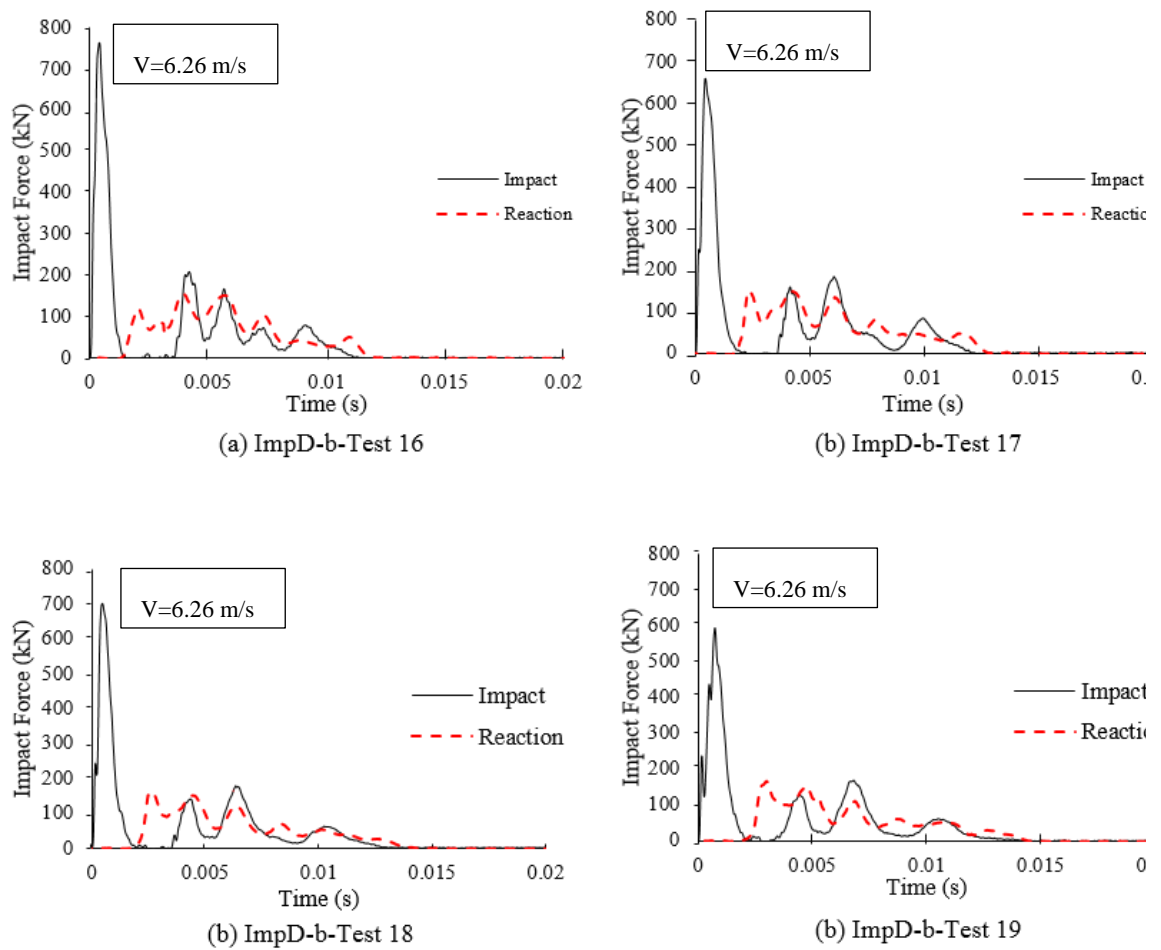 800
700
600
500
400
300
200
100
0
Impact Force (kN)
V=6.26 m/s
Impact
Reaction
0 0.005 0.01 0.015 0.02
Time (s)
(a) ImpD-b-Test 16
800
700
600
500
400
300
200
100
0
Impact Force (kN)
V=6.26 m/s
Impact
Reactio
0 0.005 0.01 0.015 0.
Time (s)
(b) ImpD-b-Test 17
800
700
600
500
400
300
200
100
0
Impact Force (kN)
V=6.26 m/s
Impact
Reaction
0 0.005 0.01 0.015 0.02
Time (s)
(b) ImpD-b-Test 18
800
700
600
500
400
300
200
100
0
Impact Force (kN)
V=6.26 m/s
Impact
Reactio
0 0.005 0.01 0.015 0
Time (s)
(b) ImpD-b-Test 19